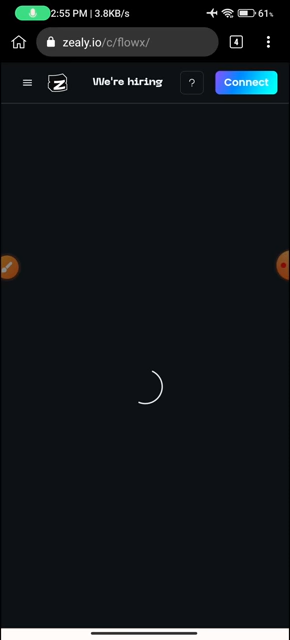 2:55 PM | 3.8KB/s
61%
zealy.io/c/flowx/
4
Z
We're hiring
?
Connect